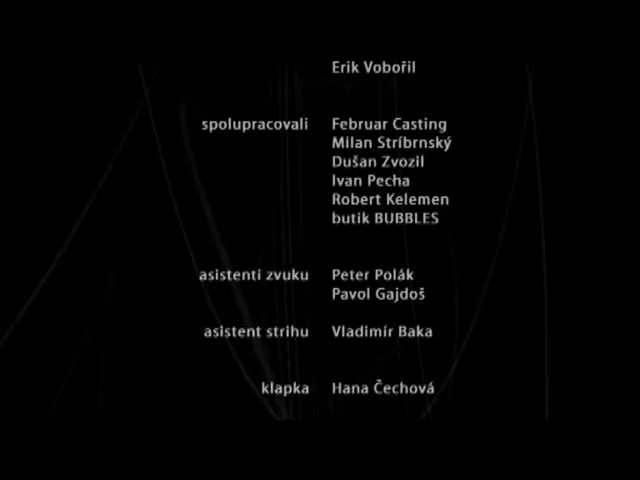 Erik Vobořil
spolupracovali Februar Casting
Milan Stríbrnský
Dušan Zvozil
Ivan Pecha
Robert Kelemen
butik BUBBLES
asistenti zvuku Peter Polák
Pavol Gajdoš
asistent strihu Vladimír Baka
klapka Hana Čechová